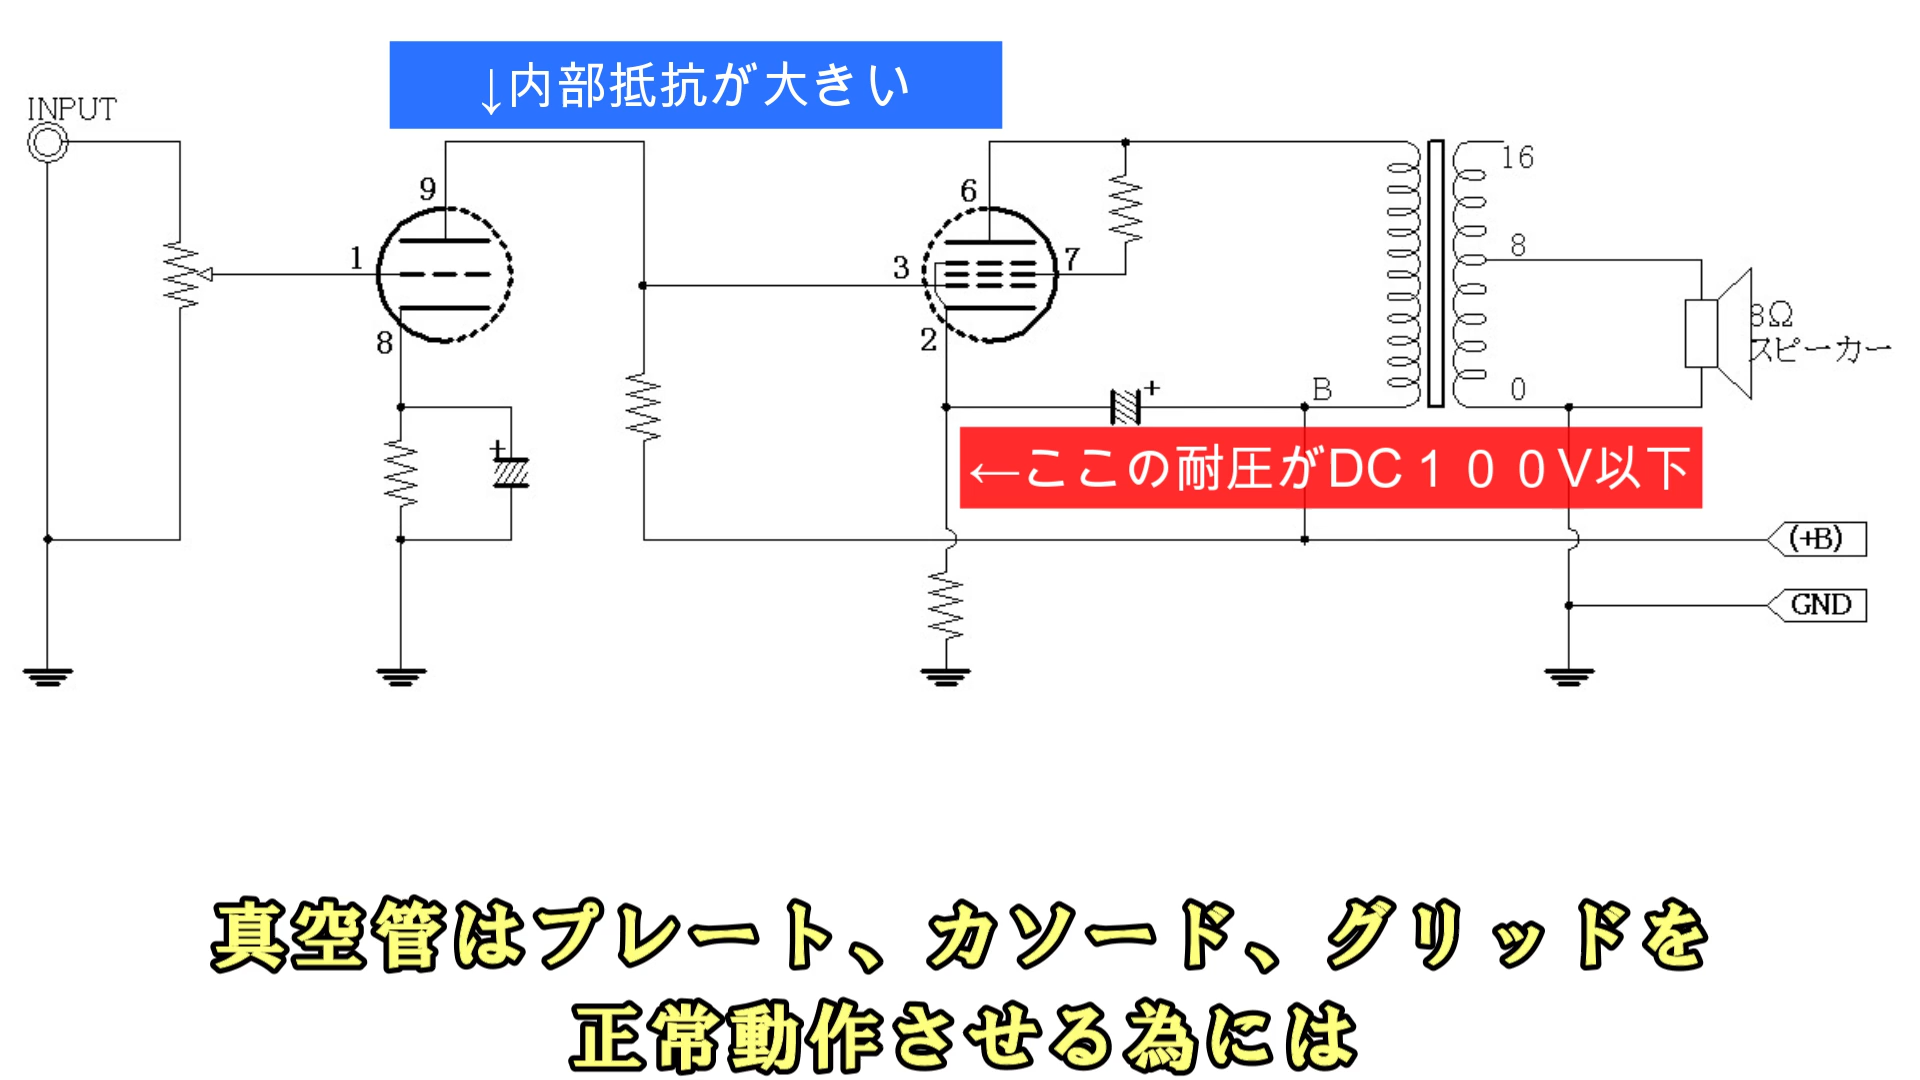 ↓内部抵抗が大きい
INPUT
16
9
6
8
1
3
7
8
2
8Ω
スピーカー
+
B
0
+
←ここの耐圧がDC１００V以下
(+B)
GND
真空管はプレート、カソード、グリッドを
正常動作させる為には